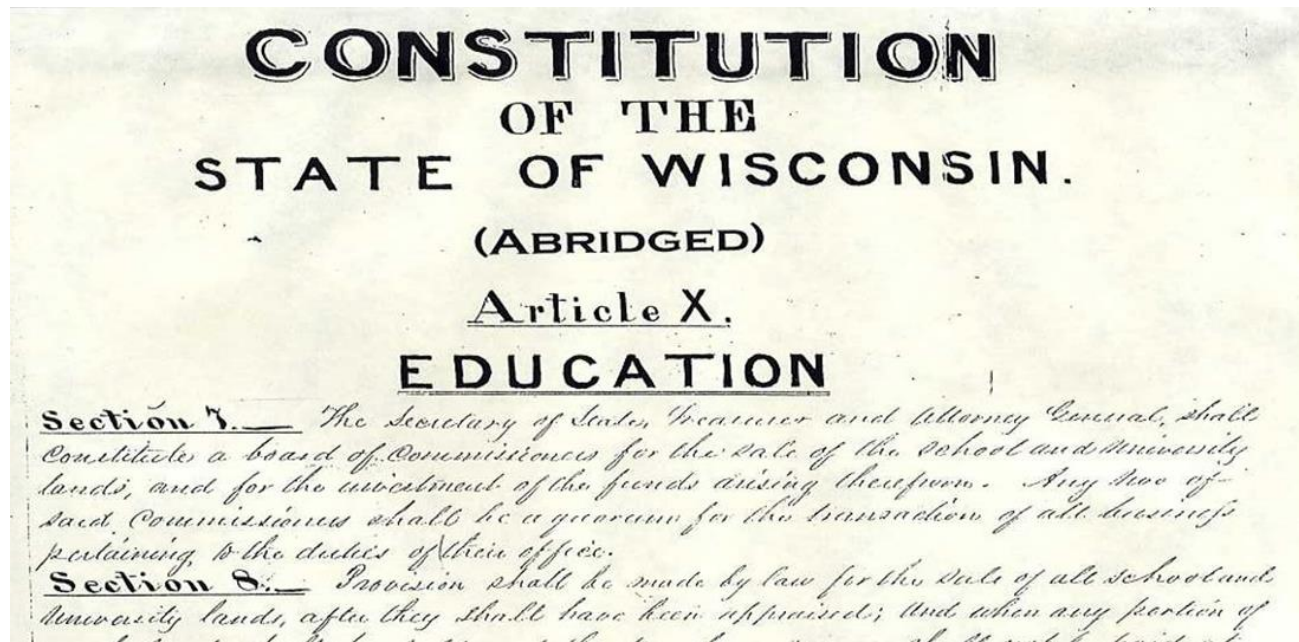 CONSTITUTION
OF THE
STATE OF WISCONSIN.
(ABRIDGED)
Article X.
EDUCATION
Section 7.— The Secretary of State, Treasurer and Attorney General, shall
constitute a board of Commissioners for the sale of the school and University
lands, and for the investment of the funds arising therefrom. Any two of
said Commissioners shall be a quorum for the transaction of all business
pertaining to the duties of their office.
Section 8.— Provision shall be made by law for the sale of all school and
University lands, after they shall have been appraised; and when any portion of